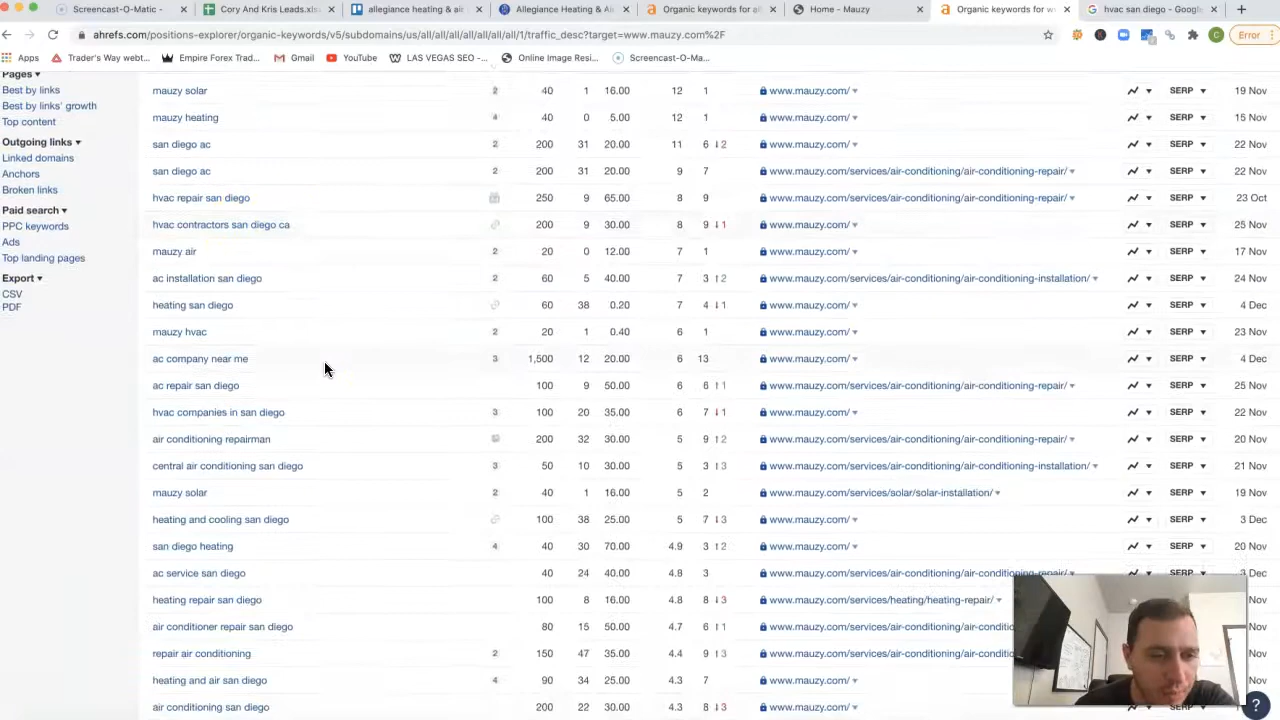 Screencast-O-Matic -
Cory And Kris Leads.xls
allegiance heating & air
Allegiance Heating & Ai
Organic keywords for a
Home - Mauzy
Organic keywords for w
hvac san diego - Google
ahrefs.com/positions-explorer/organic-keywords/v5/subdomains/us/all/all/all/all/all/all/all/1/traffic_desc?target=www.mauzy.com%2F
C Error
Apps Trader's Way webt... Empire Forex Trad... Gmail YouTube LAS VEGAS SEO -... Online Image Resi... Screencast-O-Ma...
Pages
Best by links
Best by links' growth
Top content
Outgoing links
Linked domains
Anchors
Broken links
Paid search
PPC keywords
Ads
Top landing pages
Export
CSV
PDF
mauzy solar 2 40 1 16.00 12 1 www.mauzy.com/ SERP 19 Nov
mauzy heating 4 40 0 5.00 12 1 www.mauzy.com/ SERP 15 Nov
san diego ac 2 200 31 20.00 11 6 ↓2 www.mauzy.com/ SERP 22 Nov
san diego ac 2 200 31 20.00 9 7 www.mauzy.com/services/air-conditioning/air-conditioning-repair/ SERP 22 Nov
hvac repair san diego 250 9 65.00 8 9 www.mauzy.com/services/air-conditioning/air-conditioning-repair/ SERP 23 Oct
hvac contractors san diego ca 200 9 30.00 8 9 ↓1 www.mauzy.com/ SERP 25 Nov
mauzy air 2 20 0 12.00 7 1 www.mauzy.com/ SERP 17 Nov
ac installation san diego 2 60 5 40.00 7 3 ↑2 www.mauzy.com/services/air-conditioning/air-conditioning-installation/ SERP 24 Nov
heating san diego 60 38 0.20 7 4 ↓1 www.mauzy.com/ SERP 4 Dec
mauzy hvac 2 20 1 0.40 6 1 www.mauzy.com/ SERP 23 Nov
ac company near me 3 1,500 12 20.00 6 13 www.mauzy.com/ SERP 4 Dec
ac repair san diego 100 9 50.00 6 6 ↑1 www.mauzy.com/services/air-conditioning/air-conditioning-repair/ SERP 25 Nov
hvac companies in san diego 3 100 20 35.00 6 7 ↓1 www.mauzy.com/ SERP 22 Nov
air conditioning repairman 200 32 30.00 5 9 ↑2 www.mauzy.com/services/air-conditioning/air-conditioning-repair/ SERP 20 Nov
central air conditioning san diego 3 50 10 30.00 5 3 ↑3 www.mauzy.com/services/air-conditioning/air-conditioning-installation/ SERP 21 Nov
mauzy solar 2 40 1 16.00 5 2 www.mauzy.com/services/solar/solar-installation/ SERP 19 Nov
heating and cooling san diego 100 38 25.00 5 7 ↓3 www.mauzy.com/ SERP 3 Dec
san diego heating 4 40 30 70.00 4.9 3 ↑2 www.mauzy.com/ SERP 20 Nov
ac service san diego 40 24 40.00 4.8 3 www.mauzy.com/services/air-conditioning/air-conditioning-repair/ SERP Dec
heating repair san diego 100 8 16.00 4.8 8 ↓3 www.mauzy.com/services/heating/heating-repair/ Nov
air conditioner repair san diego 80 15 50.00 4.7 6 ↑1 www.mauzy.com/services/air-conditioning/air-conditio Nov
repair air conditioning 2 150 47 35.00 4.4 9 ↑3 www.mauzy.com/services/air-conditioning/air-conditio Nov
heating and air san diego 4 90 34 25.00 4.3 7 www.mauzy.com/ Nov
air conditioning san diego 200 22 30.00 4.3 8 ↓3 www.mauzy.com/ SERP
?